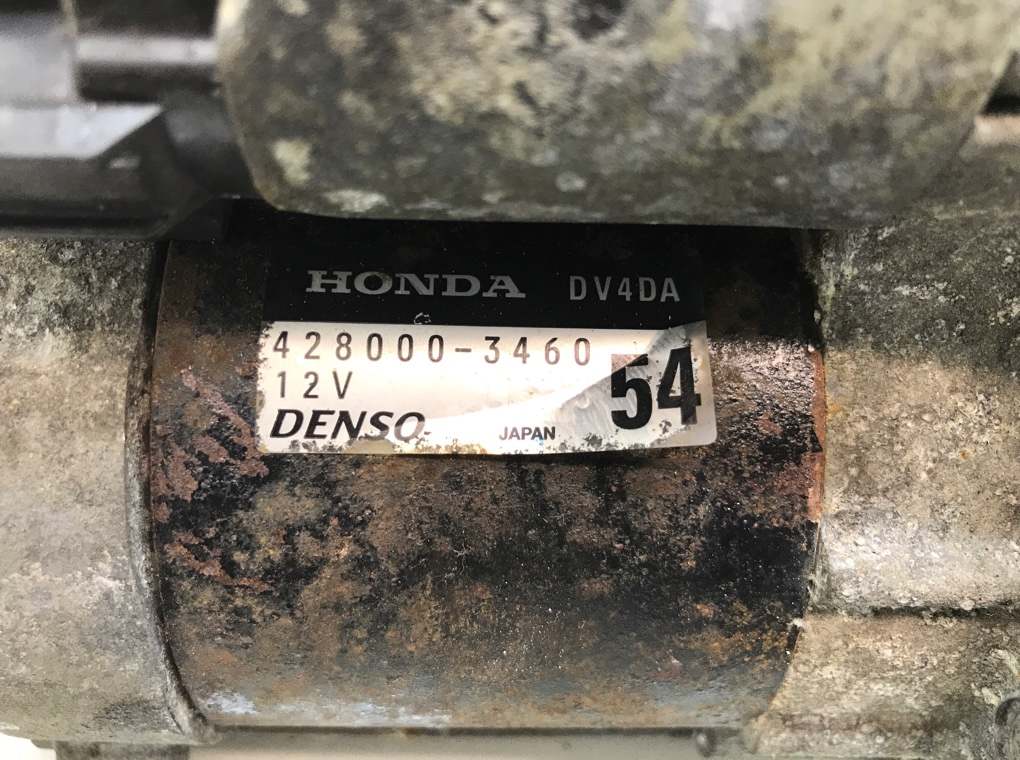 HONDA DV4DA
428000-3460
12V
54
DENSO JAPAN